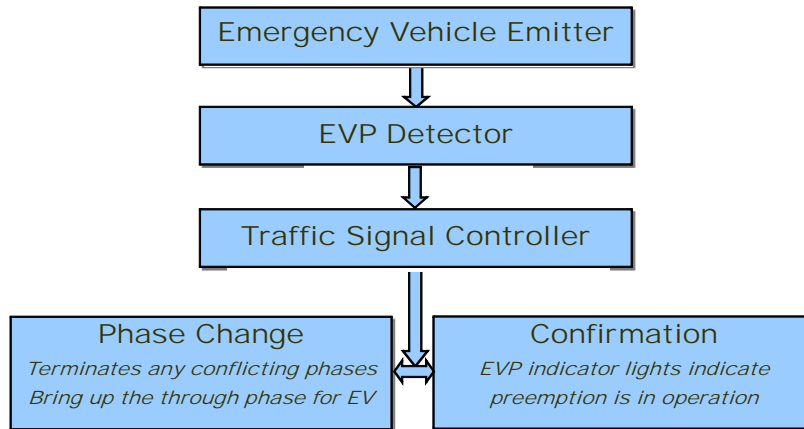 Emergency Vehicle Emitter
EVP Detector
Traffic Signal Controller
Phase Change
Terminates any conflicting phases
Bring up the through phase for EV
Confirmation
EVP indicator lights indicate
preemption is in operation